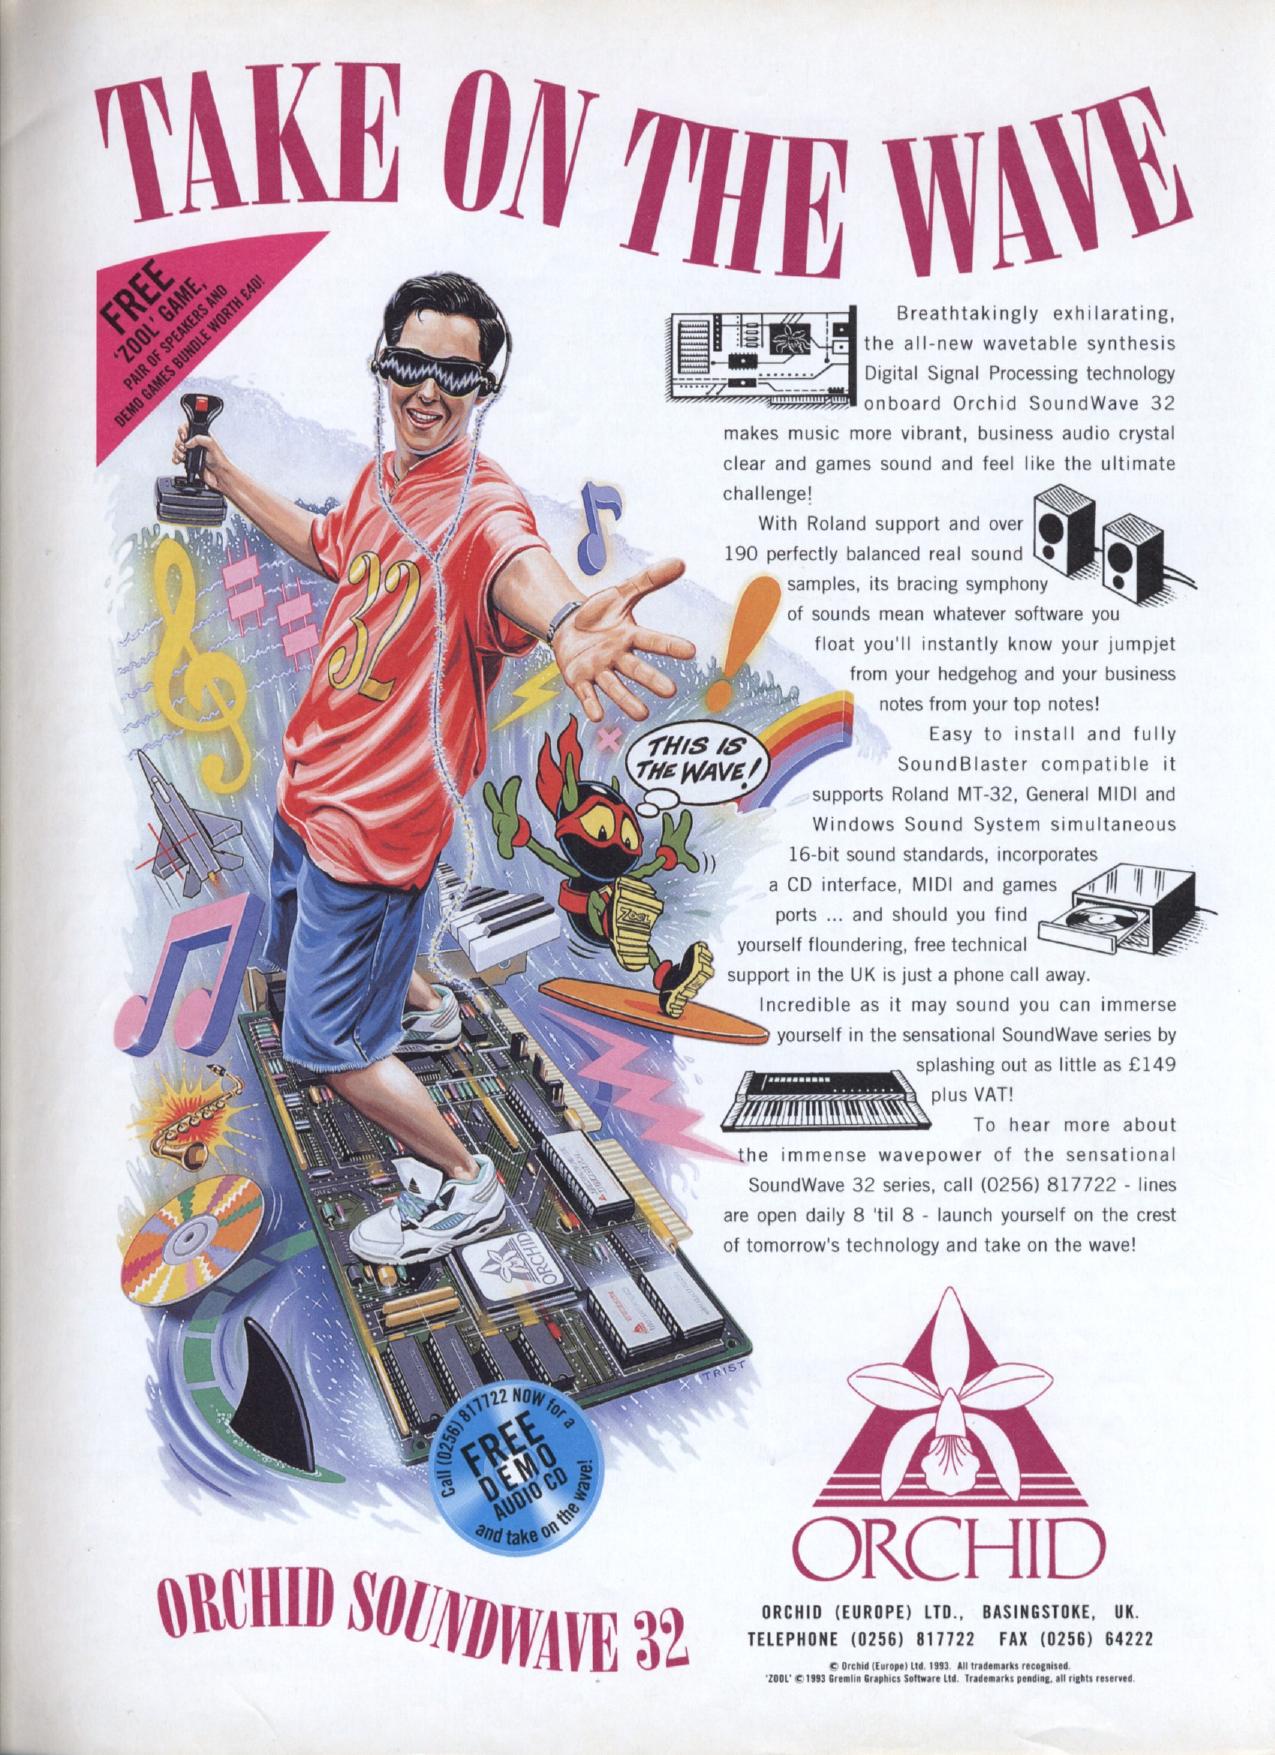 TAKE ON THE WAVE
FREE
'ZOOL' GAME,
PAIR OF SPEAKERS AND
DEMO GAMES BUNDLE WORTH £40!
Breathtakingly exhilarating,
the all-new wavetable synthesis
Digital Signal Processing technology
onboard Orchid SoundWave 32
makes music more vibrant, business audio crystal
clear and games sound and feel like the ultimate
challenge!
With Roland support and over
190 perfectly balanced real sound
samples, its bracing symphony
of sounds mean whatever software you
float you'll instantly know your jumpjet
from your hedgehog and your business
notes from your top notes!
Easy to install and fully
SoundBlaster compatible it
supports Roland MT-32, General MIDI and
Windows Sound System simultaneous
16-bit sound standards, incorporates
a CD interface, MIDI and games
ports ... and should you find
yourself floundering, free technical
support in the UK is just a phone call away.
Incredible as it may sound you can immerse
yourself in the sensational SoundWave series by
splashing out as little as £149
plus VAT!
To hear more about
the immense wavepower of the sensational
SoundWave 32 series, call (0256) 817722 - lines
are open daily 8 'til 8 - launch yourself on the crest
of tomorrow's technology and take on the wave!
32
THIS IS
THE WAVE!
ZOOL
ORCHID
TRIST
Call (0256) 817722 NOW for a
FREE
DEMO
AUDIO CD
and take on the wave!
ORCHID SOUNDWAVE 32
ORCHID
ORCHID (EUROPE) LTD., BASINGSTOKE, UK.
TELEPHONE (0256) 817722 FAX (0256) 64222
© Orchid (Europe) Ltd. 1993. All trademarks recognised.
'ZOOL' © 1993 Gremlin Graphics Software Ltd. Trademarks pending, all rights reserved.